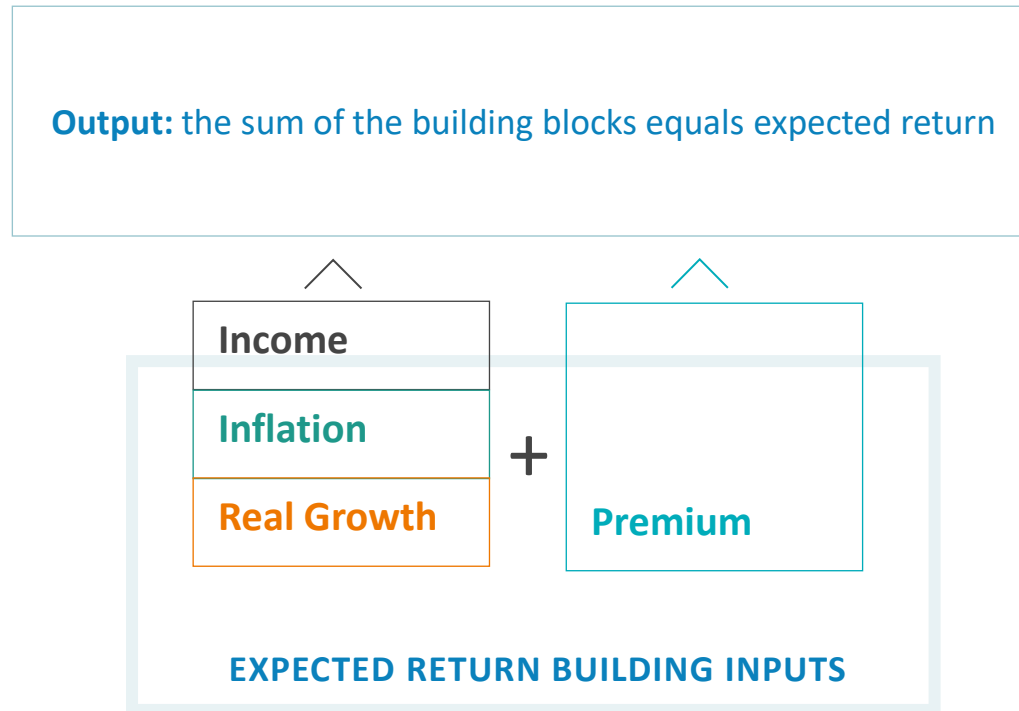 Output: the sum of the building blocks equals expected return
Income
Inflation
Real Growth
+
Premium
EXPECTED RETURN BUILDING INPUTS